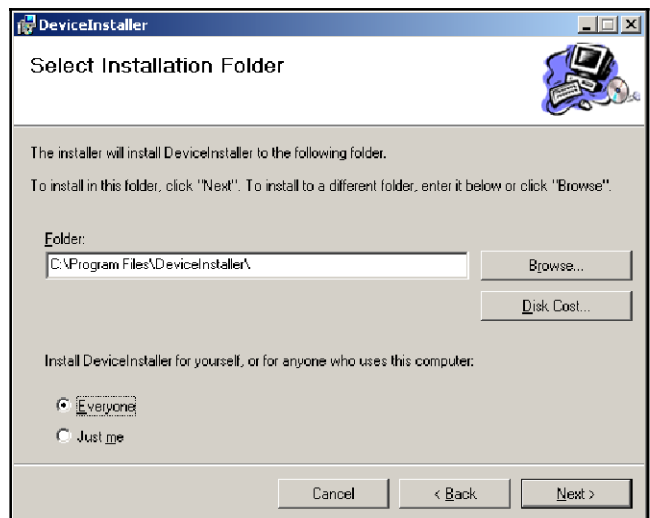 DeviceInstaller
Select Installation Folder
The installer will install DeviceInstaller to the following folder.
To install in this folder, click "Next". To install to a different folder, enter it below or click "Browse".
Folder:
C:\Program Files\DeviceInstaller\
Browse...
Disk Cost...
Install DeviceInstaller for yourself, or for anyone who uses this computer:
Everyone
Just me
Cancel
< Back
Next >